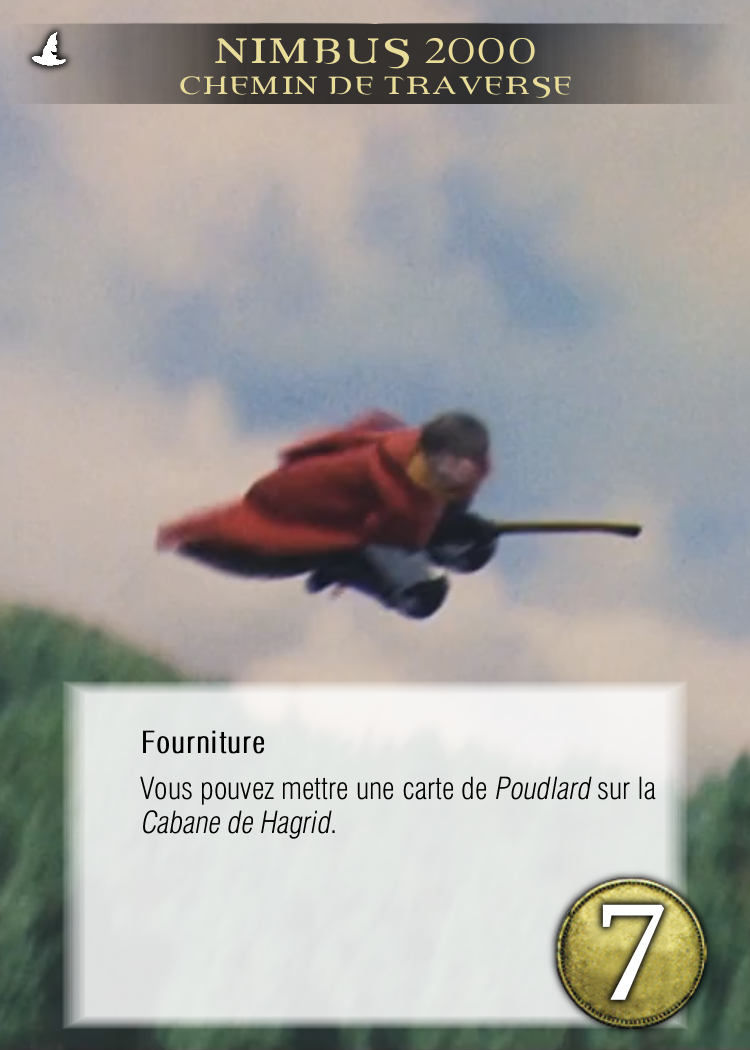 NIMBUS 2000
CHEMIN DE TRAVERSE
Fourniture
Vous pouvez mettre une carte de Poudlard sur la
Cabane de Hagrid.
7